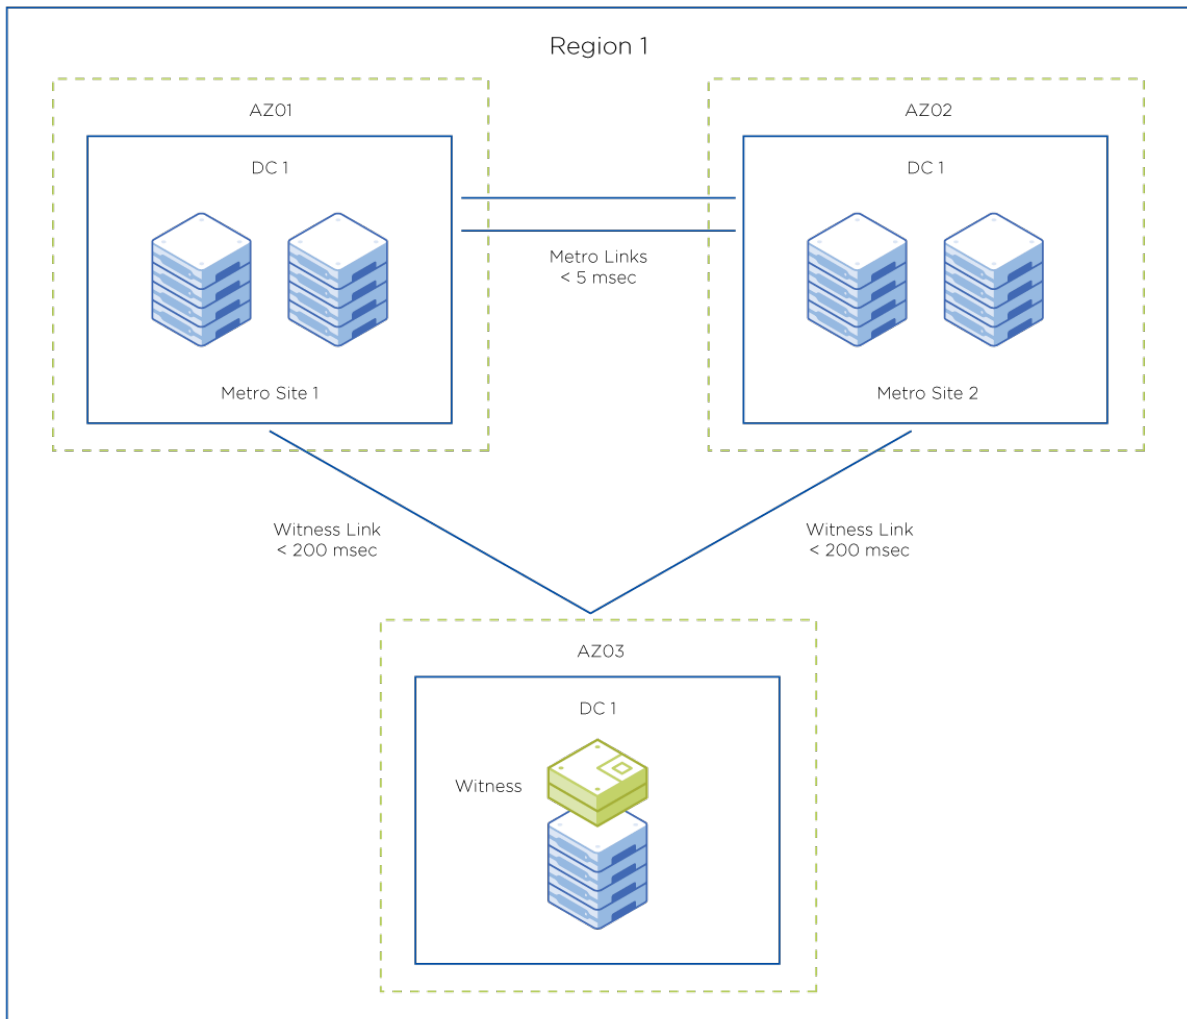 Region 1
AZ01
DC 1
Metro Site 1
Metro Links
< 5 msec
AZ02
DC 1
Metro Site 2
Witness Link
< 200 msec
Witness Link
< 200 msec
AZ03
DC 1
Witness